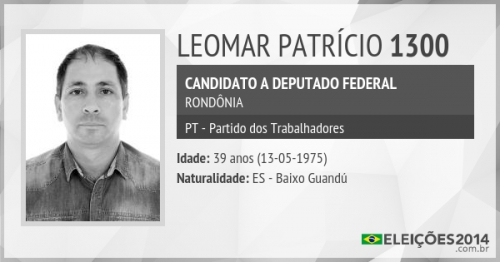 LEOMAR PATRÍCIO 1300
CANDIDATO A DEPUTADO FEDERAL
RONDÔNIA
PT - Partido dos Trabalhadores
Idade: 39 anos (13-05-1975)
Naturalidade: ES - Baixo Guandú
ELEIÇÕES2014
.com.br